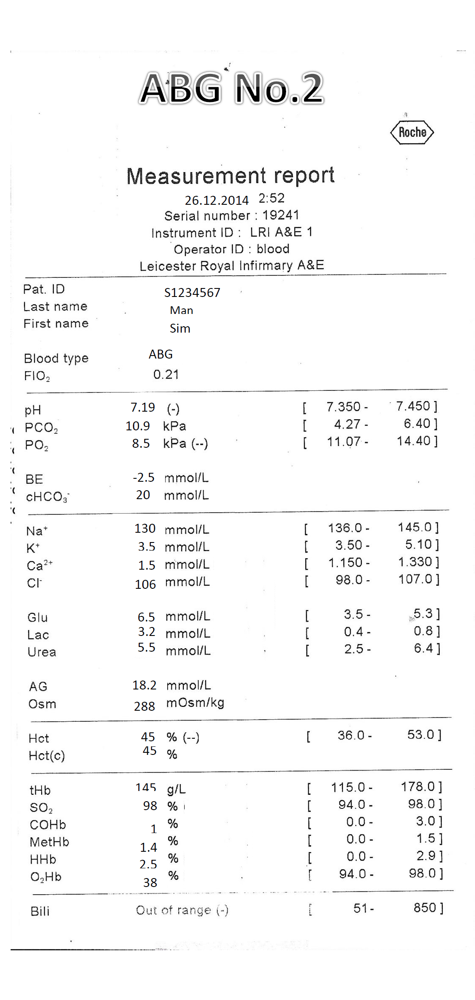 ABG No.2
Roche
Measurement report
26.12.2014 2:52
Serial number : 19241
Instrument ID : LRI A&E 1
Operator ID : blood
Leicester Royal Infirmary A&E
Pat. ID S1234567
Last name Man
First name Sim
Blood type ABG
FIO₂ 0.21
pH 7.19 (-) [ 7.350 - 7.450 ]
PCO₂ 10.9 kPa [ 4.27 - 6.40 ]
PO₂ 8.5 kPa (--) [ 11.07 - 14.40 ]
BE -2.5 mmol/L
cHCO₃⁻ 20 mmol/L
Na⁺ 130 mmol/L [ 136.0 - 145.0 ]
K⁺ 3.5 mmol/L [ 3.50 - 5.10 ]
Ca²⁺ 1.5 mmol/L [ 1.150 - 1.330 ]
Cl⁻ 106 mmol/L [ 98.0 - 107.0 ]
Glu 6.5 mmol/L [ 3.5 - 5.3 ]
Lac 3.2 mmol/L [ 0.4 - 0.8 ]
Urea 5.5 mmol/L [ 2.5 - 6.4 ]
AG 18.2 mmol/L
Osm 288 mOsm/kg
Hct 45 % (--) [ 36.0 - 53.0 ]
Hct(c) 45 %
tHb 145 g/L [ 115.0 - 178.0 ]
SO₂ 98 % [ 94.0 - 98.0 ]
COHb 1 % [ 0.0 - 3.0 ]
MetHb 1.4 % [ 0.0 - 1.5 ]
HHb 2.5 % [ 0.0 - 2.9 ]
O₂Hb 38 % [ 94.0 - 98.0 ]
Bili Out of range (-) [ 51 - 850 ]